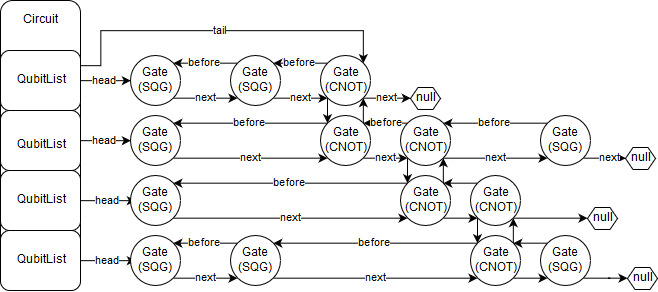 Circuit
tail
QubitList
head
Gate
(SQG)
before
next
Gate
(SQG)
before
next
Gate
(CNOT)
next
null
QubitList
head
Gate
(SQG)
before
next
Gate
(CNOT)
before
next
Gate
(CNOT)
before
next
Gate
(SQG)
next
null
QubitList
head
Gate
(SQG)
before
next
Gate
(CNOT)
Gate
(CNOT)
null
QubitList
head
Gate
(SQG)
before
next
Gate
(SQG)
before
next
Gate
(CNOT)
Gate
(SQG)
null